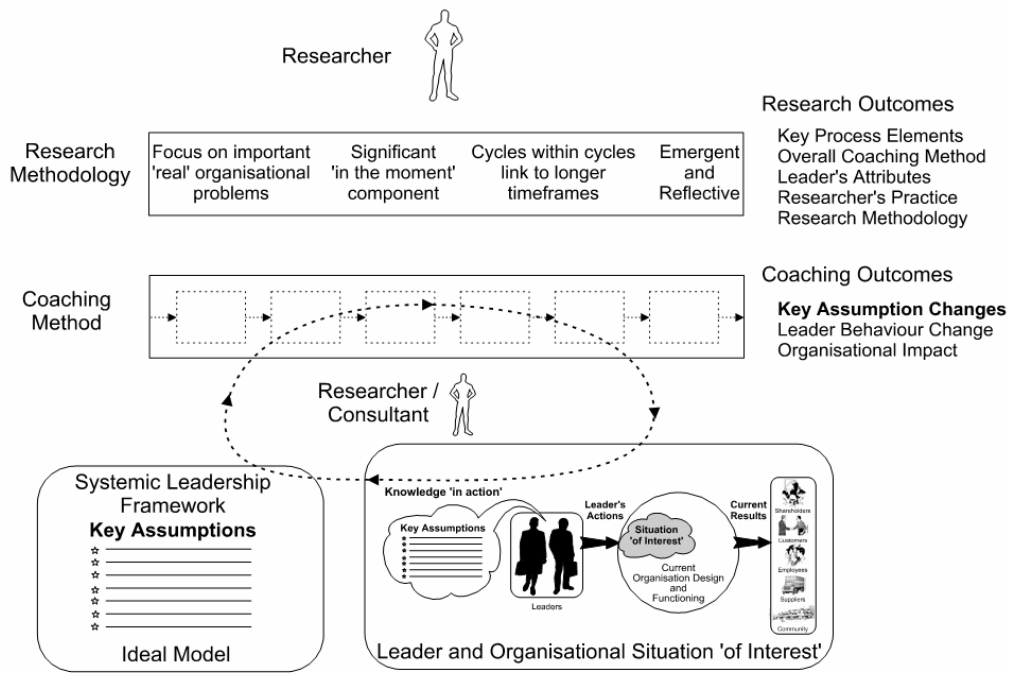 Researcher
Research Outcomes
Key Process Elements
Overall Coaching Method
Leader's Attributes
Researcher's Practice
Research Methodology
Research
Methodology
Focus on important
'real' organisational
problems
Significant
'in the moment'
component
Cycles within cycles
link to longer
timeframes
Emergent
and
Reflective
Coaching Outcomes
Key Assumption Changes
Leader Behaviour Change
Organisational Impact
Coaching
Method
Researcher /
Consultant
Systemic Leadership
Framework
Key Assumptions
Ideal Model
Knowledge 'in action'
Key Assumptions
Leaders
Leader's
Actions
Situation
'of Interest'
Current
Organisation Design
and
Functioning
Current
Results
Shareholders
Customers
Employees
Suppliers
Community
Leader and Organisational Situation 'of Interest'